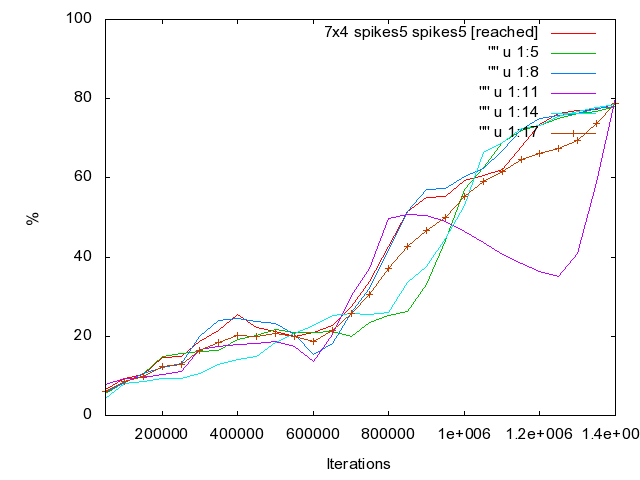 100
80
60
40
20
0
%
7x4 spikes5 spikes5 [reached]
"" u 1:5
"" u 1:8
"" u 1:11
"" u 1:14
"" u 1:17
200000 400000 600000 800000 1e+006 1.2e+006 1.4e+00
Iterations